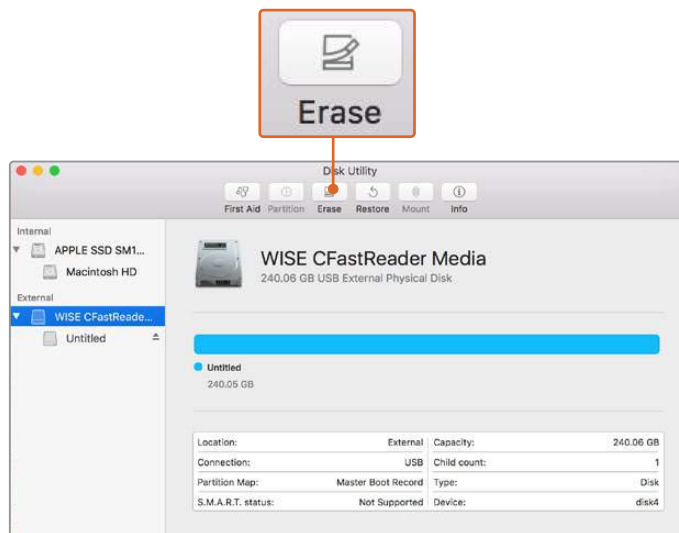 Erase
Disk Utility
First Aid Partition Erase Restore Mount Info
Internal
APPLE SSD SM1...
Macintosh HD
External
WISE CFastReade...
Untitled
WISE CFastReader Media
240.06 GB USB External Physical Disk
Untitled
240.05 GB
Location: External Capacity: 240.06 GB
Connection: USB Child count: 1
Partition Map: Master Boot Record Type: Disk
S.M.A.R.T. status: Not Supported Device: disk4